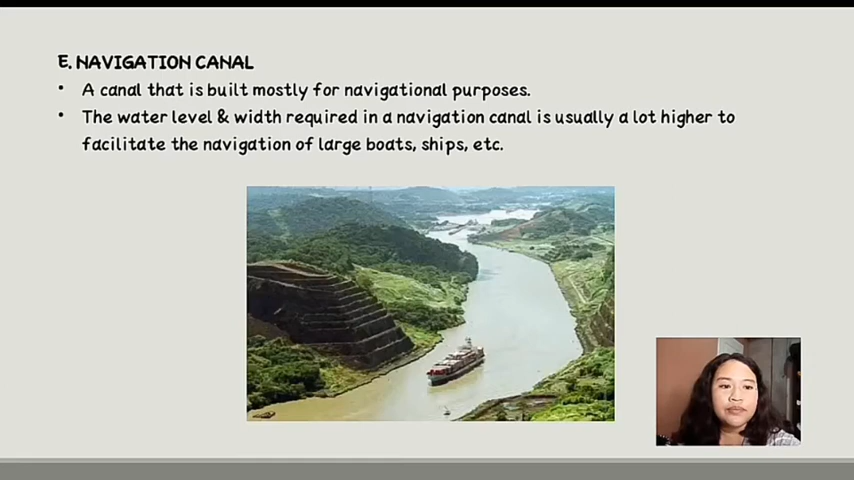 E. NAVIGATION CANAL
• A canal that is built mostly for navigational purposes.
• The water level & width required in a navigation canal is usually a lot higher to
facilitate the navigation of large boats, ships, etc.